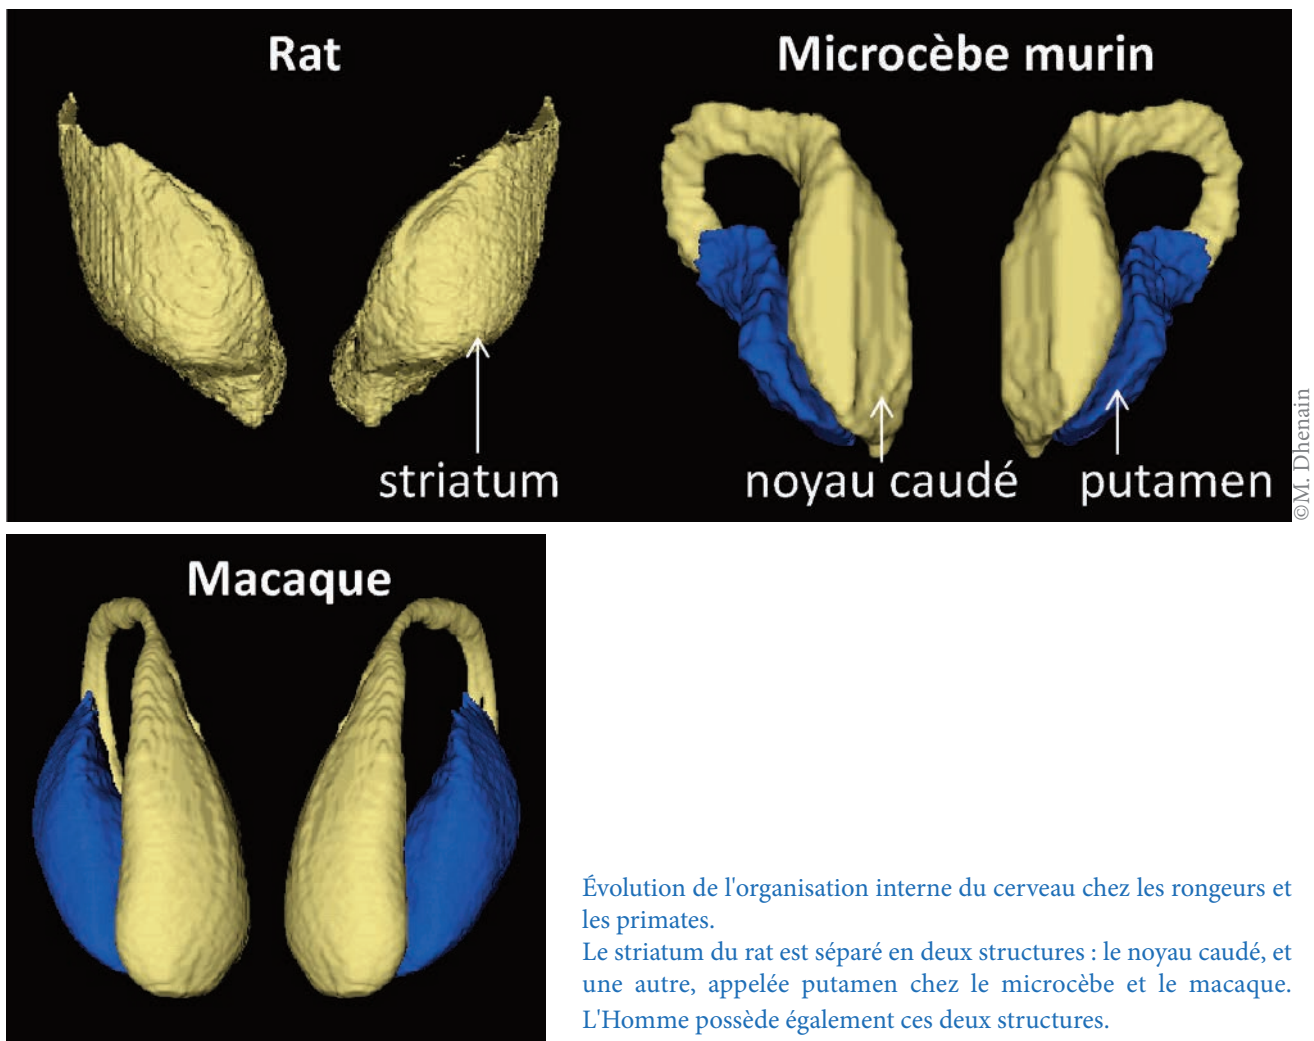 Rat
Microcèbe murin
striatum
noyau caudé
putamen
©M. Dhenain
Macaque
Évolution de l'organisation interne du cerveau chez les rongeurs et
les primates.
Le striatum du rat est séparé en deux structures : le noyau caudé, et
une autre, appelée putamen chez le microcèbe et le macaque.
L'Homme possède également ces deux structures.